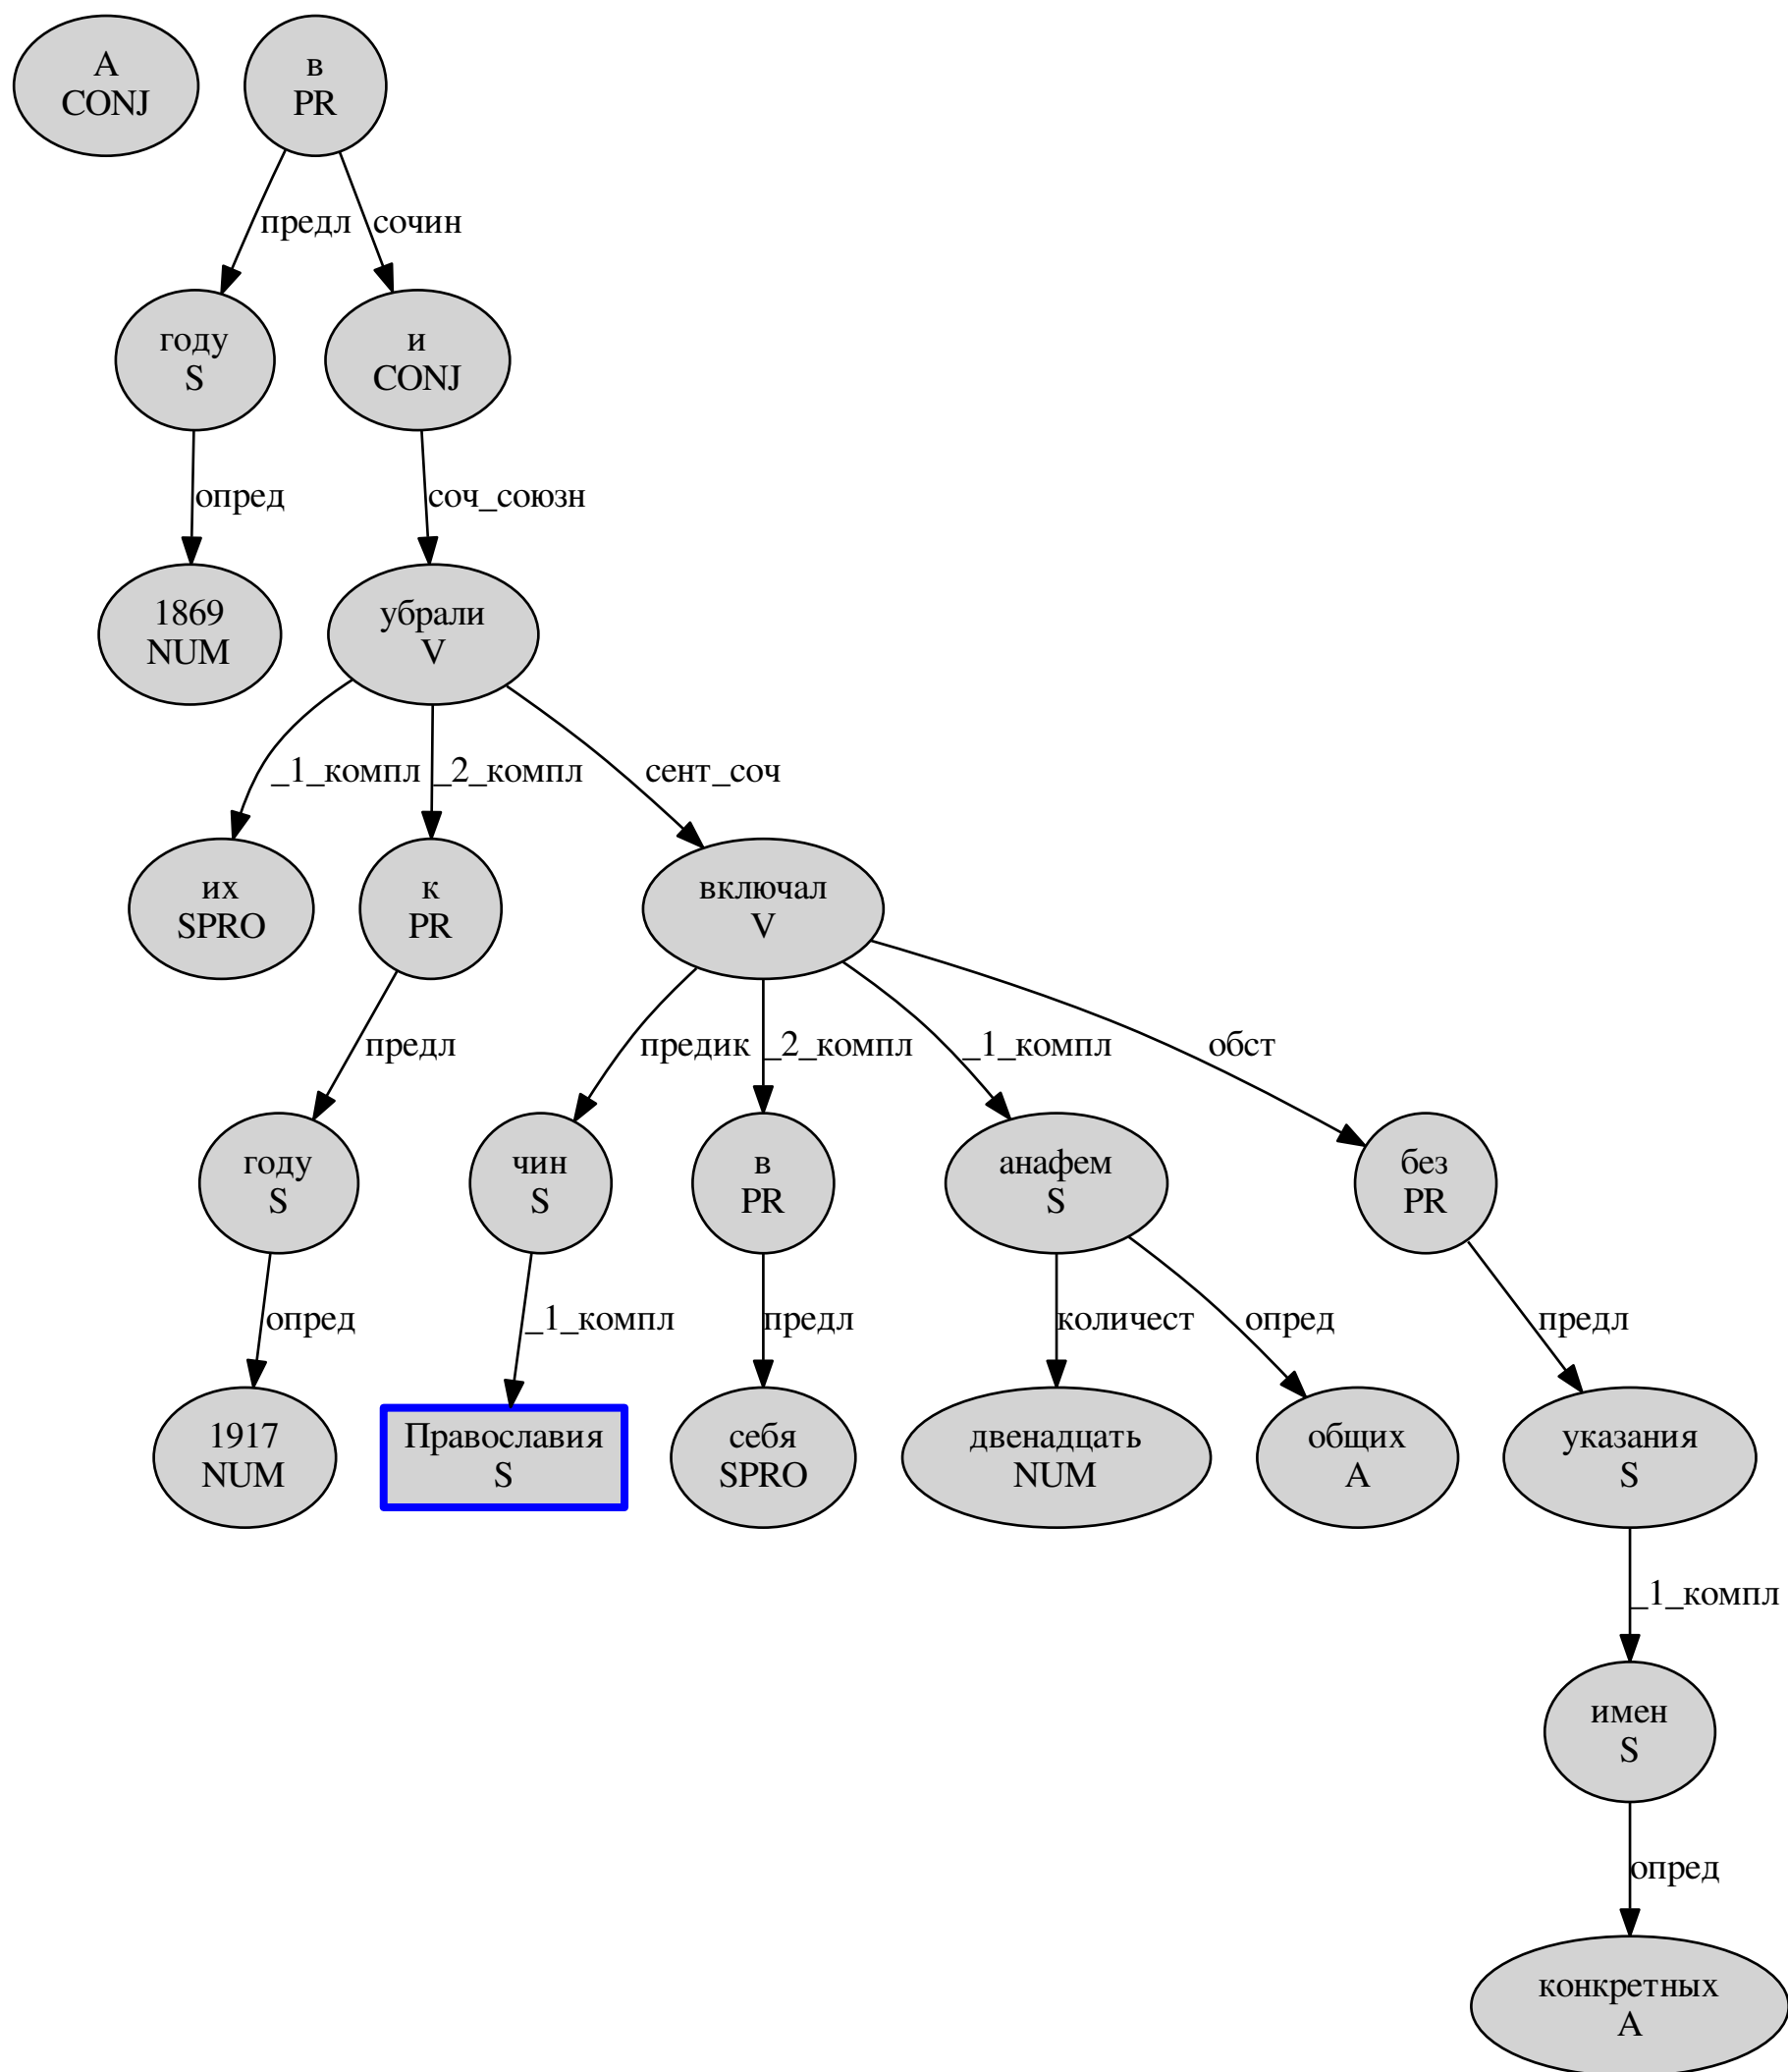 А
CONJ
в
PR
предл
сочин
году
S
и
CONJ
опред
соч_союзн
1869
NUM
убрали
V
_1_компл
_2_компл
сент_соч
их
SPRO
к
PR
включал
V
предл
предик
_2_компл
_1_компл
обст
году
S
чин
S
в
PR
анафем
S
без
PR
опред
_1_компл
предл
количест
опред
предл
1917
NUM
Православия
S
себя
SPRO
двенадцать
NUM
общих
A
указания
S
_1_компл
имен
S
опред
конкретных
A